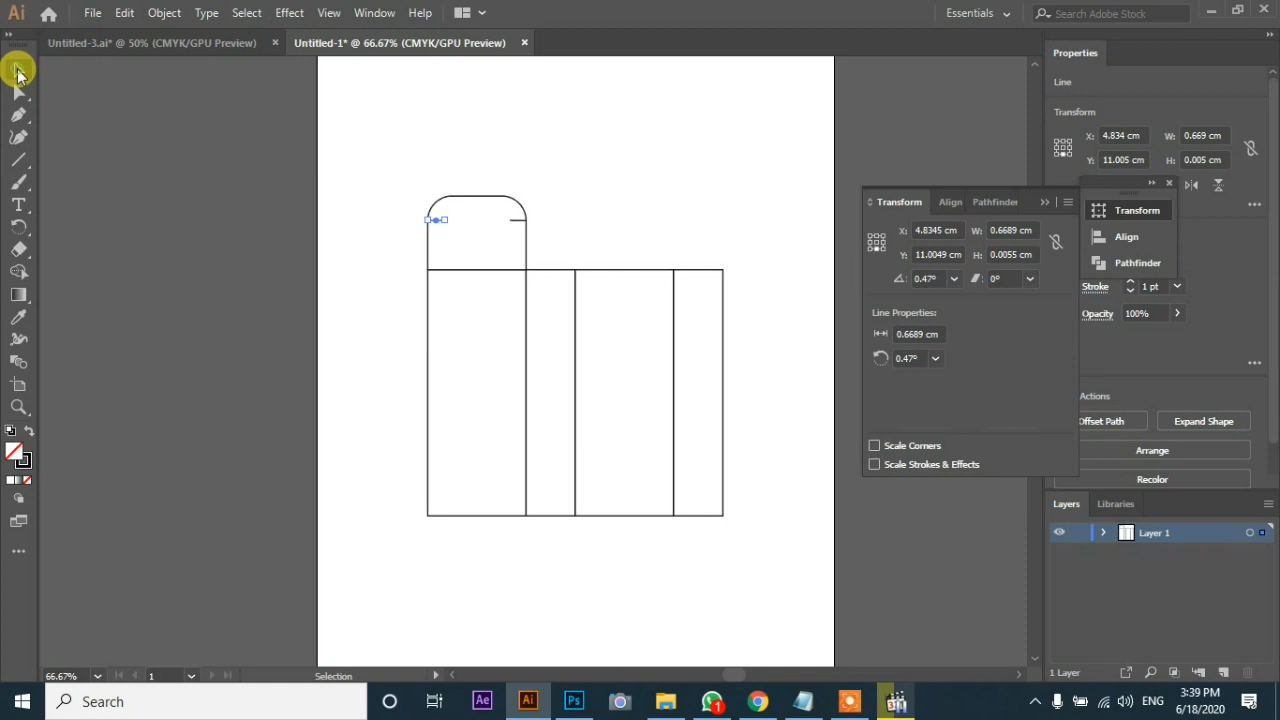 Ai File Edit Object Type Select Effect View Window Help Essentials Search Adobe Stock
Untitled-3.ai* @ 50% (CMYK/GPU Preview) × Untitled-1* @ 66.67% (CMYK/GPU Preview) ×
Properties
Line
Transform
X: 4.834 cm W: 0.669 cm
Y: 11.005 cm H: 0.005 cm
Transform Align Pathfinder
X: 4.8345 cm W: 0.6689 cm
Y: 11.0049 cm H: 0.0055 cm
0.47° 0°
Line Properties:
0.6689 cm
0.47°
Scale Corners
Scale Strokes & Effects
Transform
Align
Pathfinder
Stroke 1 pt
Opacity 100%
Actions
Offset Path Expand Shape
Arrange
Recolor
Layers Libraries
Layer 1
1 Layer
66.67% 1 Selection
Search Ae Ai Ps 1 ENG 3:39 PM
6/18/2020